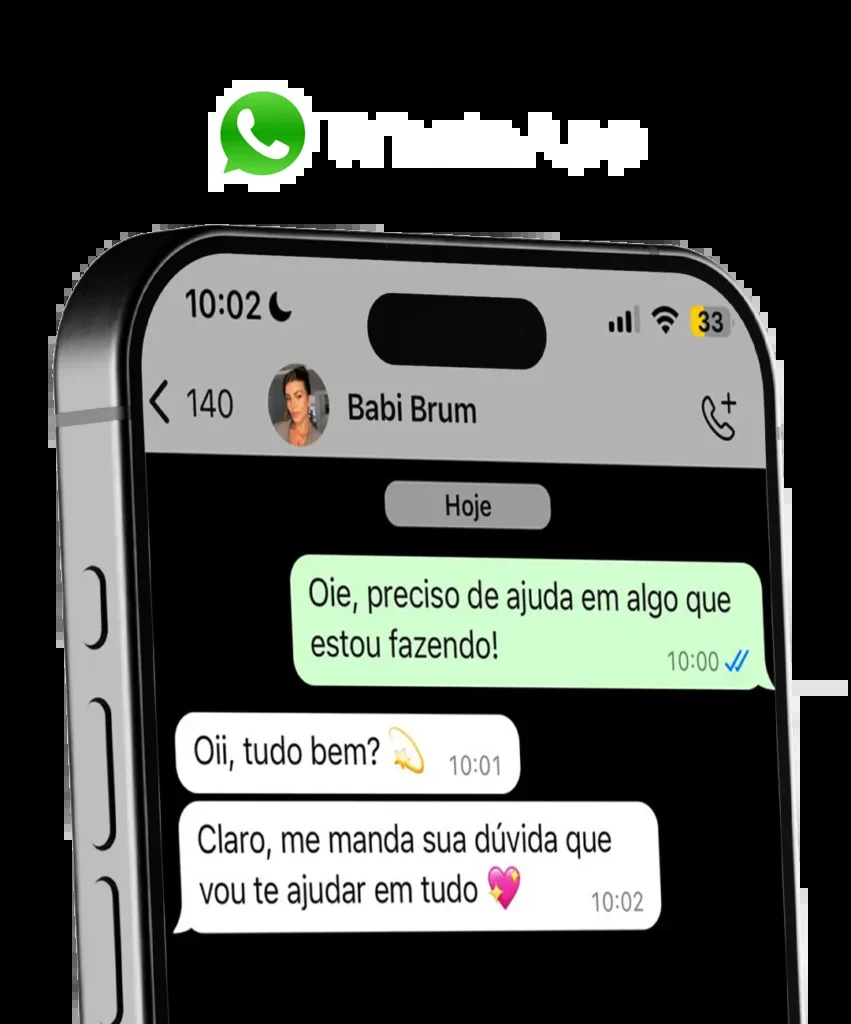 WhatsApp
10:02
33
140
Babi Brum
Hoje
Oie, preciso de ajuda em algo que
estou fazendo!
10:00
Oii, tudo bem? 💫
10:01
Claro, me manda sua dúvida que
vou te ajudar em tudo 💖
10:02